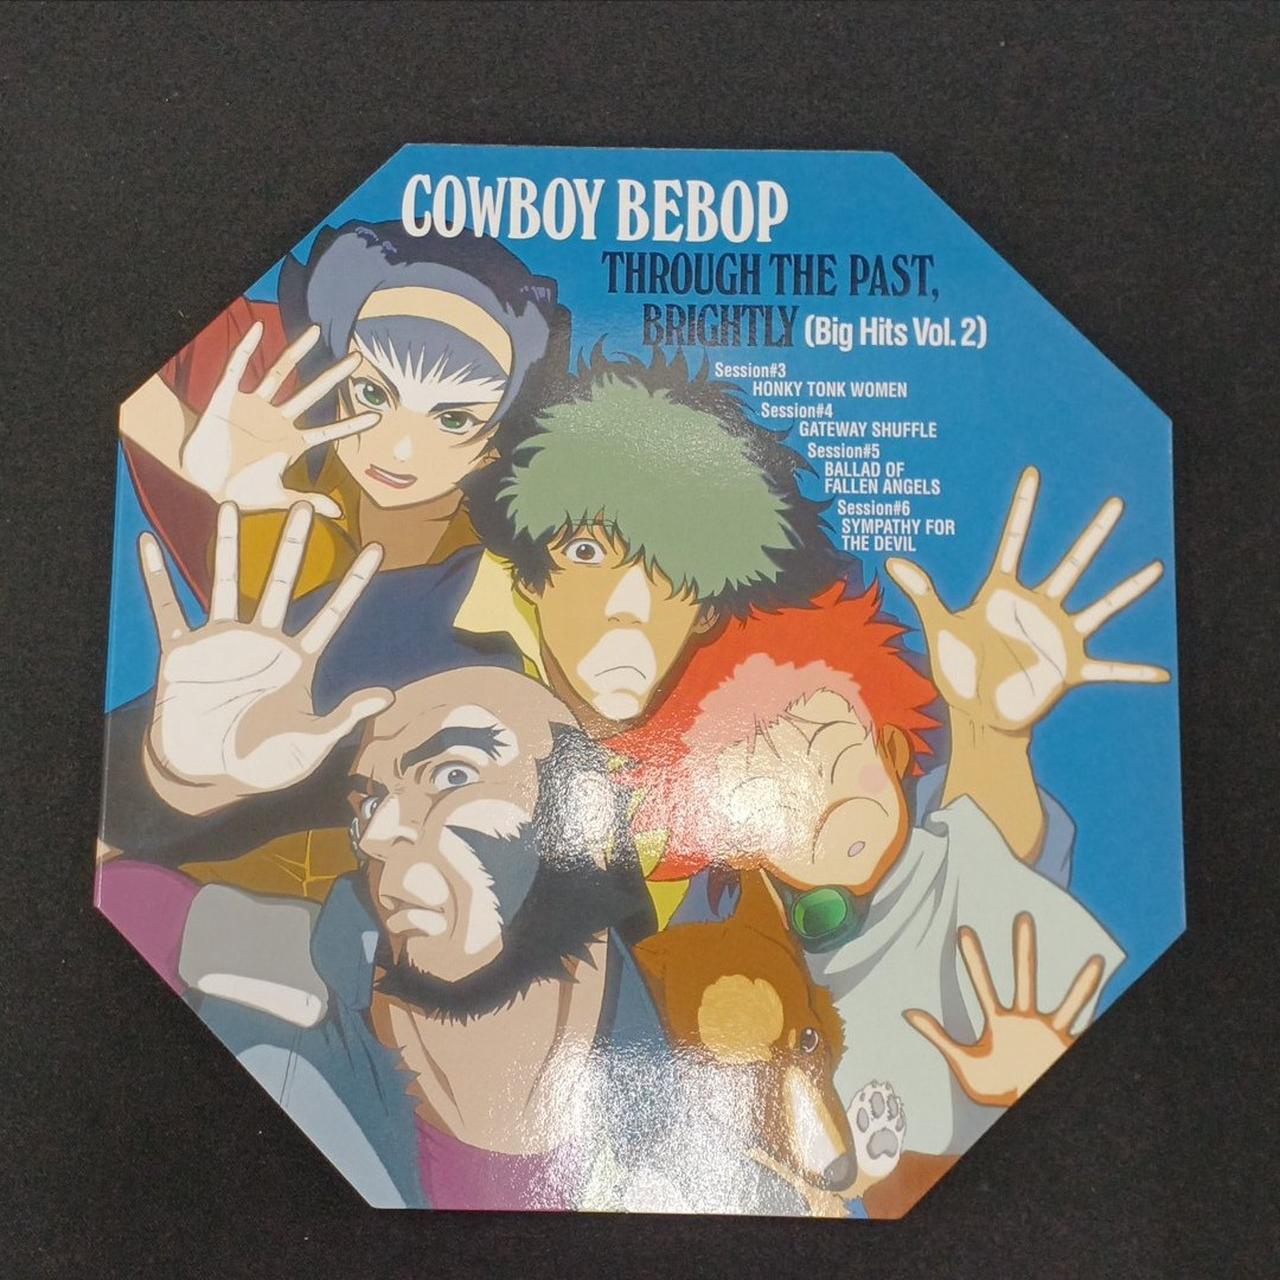 COWBOY BEBOP
THROUGH THE PAST,
BRIGHTLY (Big Hits Vol. 2)
Session#3
HONKY TONK WOMEN
Session#4
GATEWAY SHUFFLE
Session#5
BALLAD OF
FALLEN ANGELS
Session#6
SYMPATHY FOR
THE DEVIL